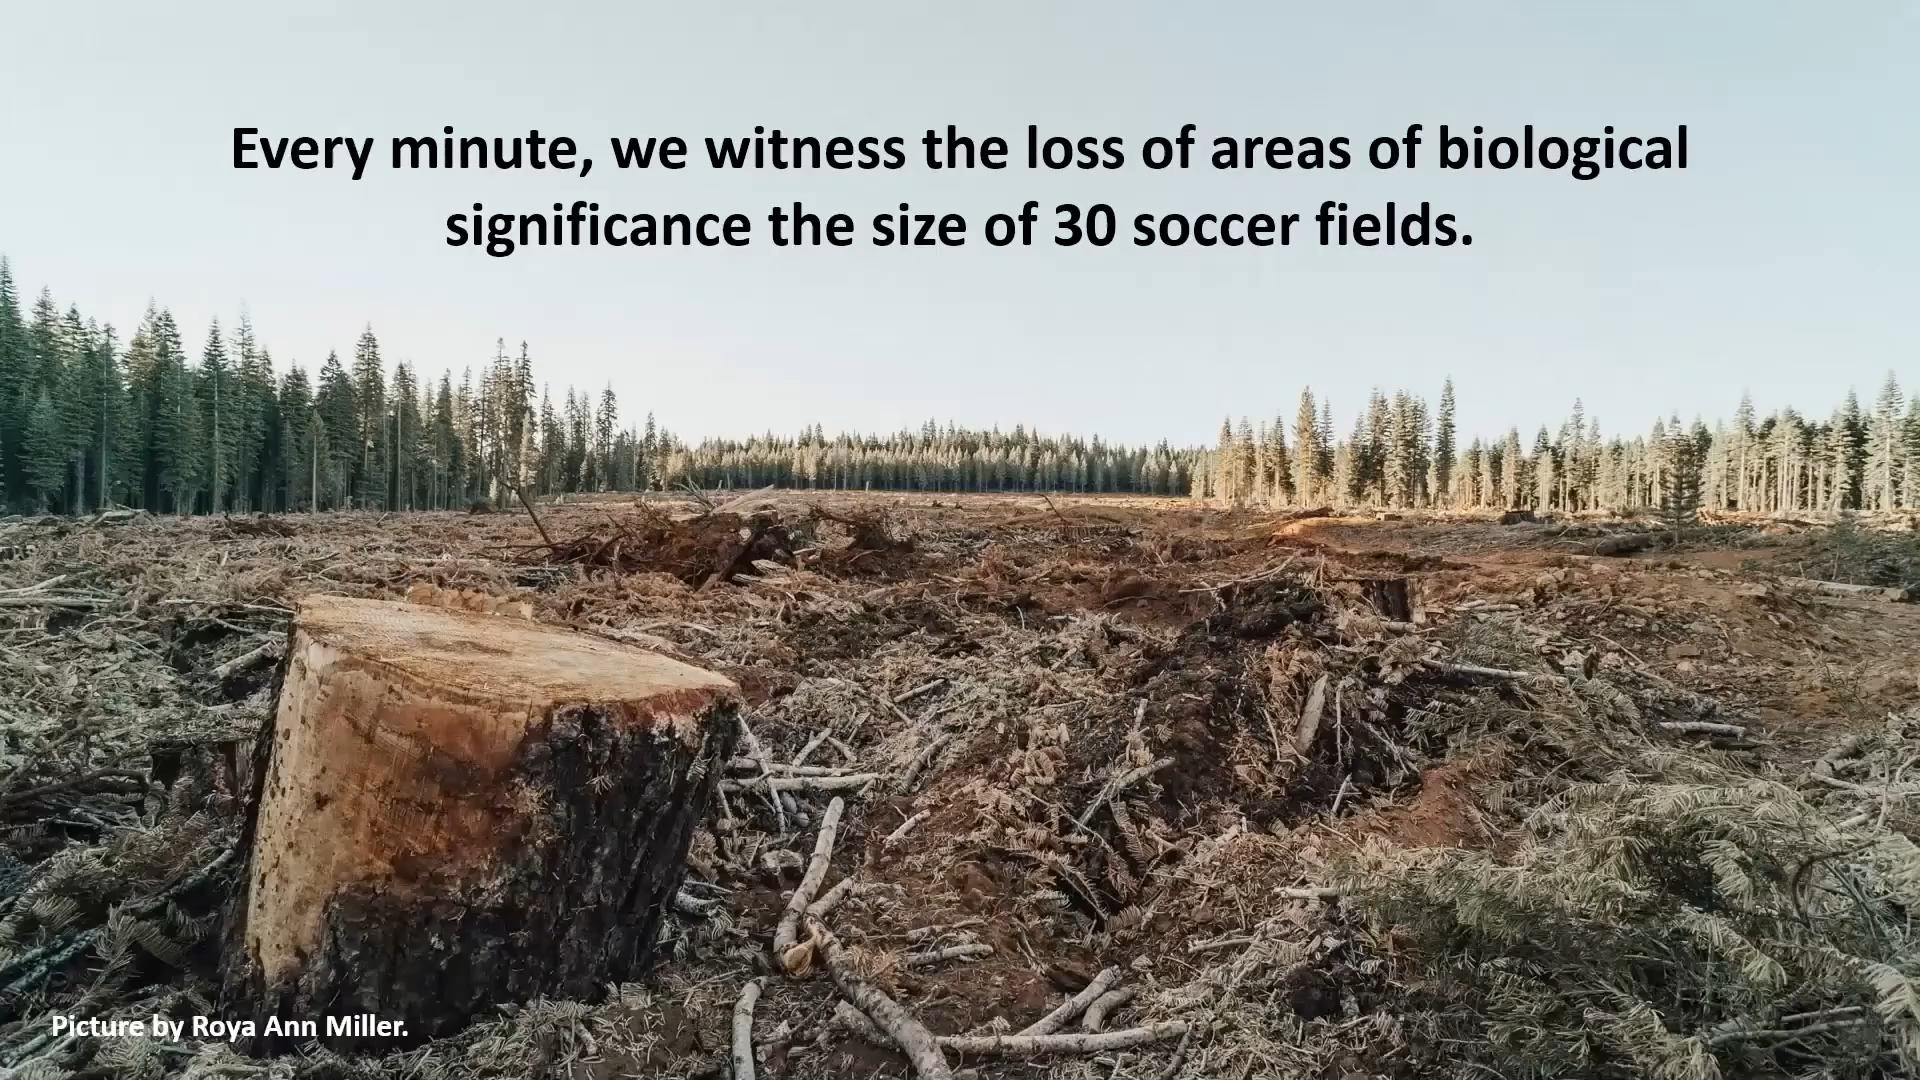 Every minute, we witness the loss of areas of biological
significance the size of 30 soccer fields.
Picture by Roya Ann Miller.